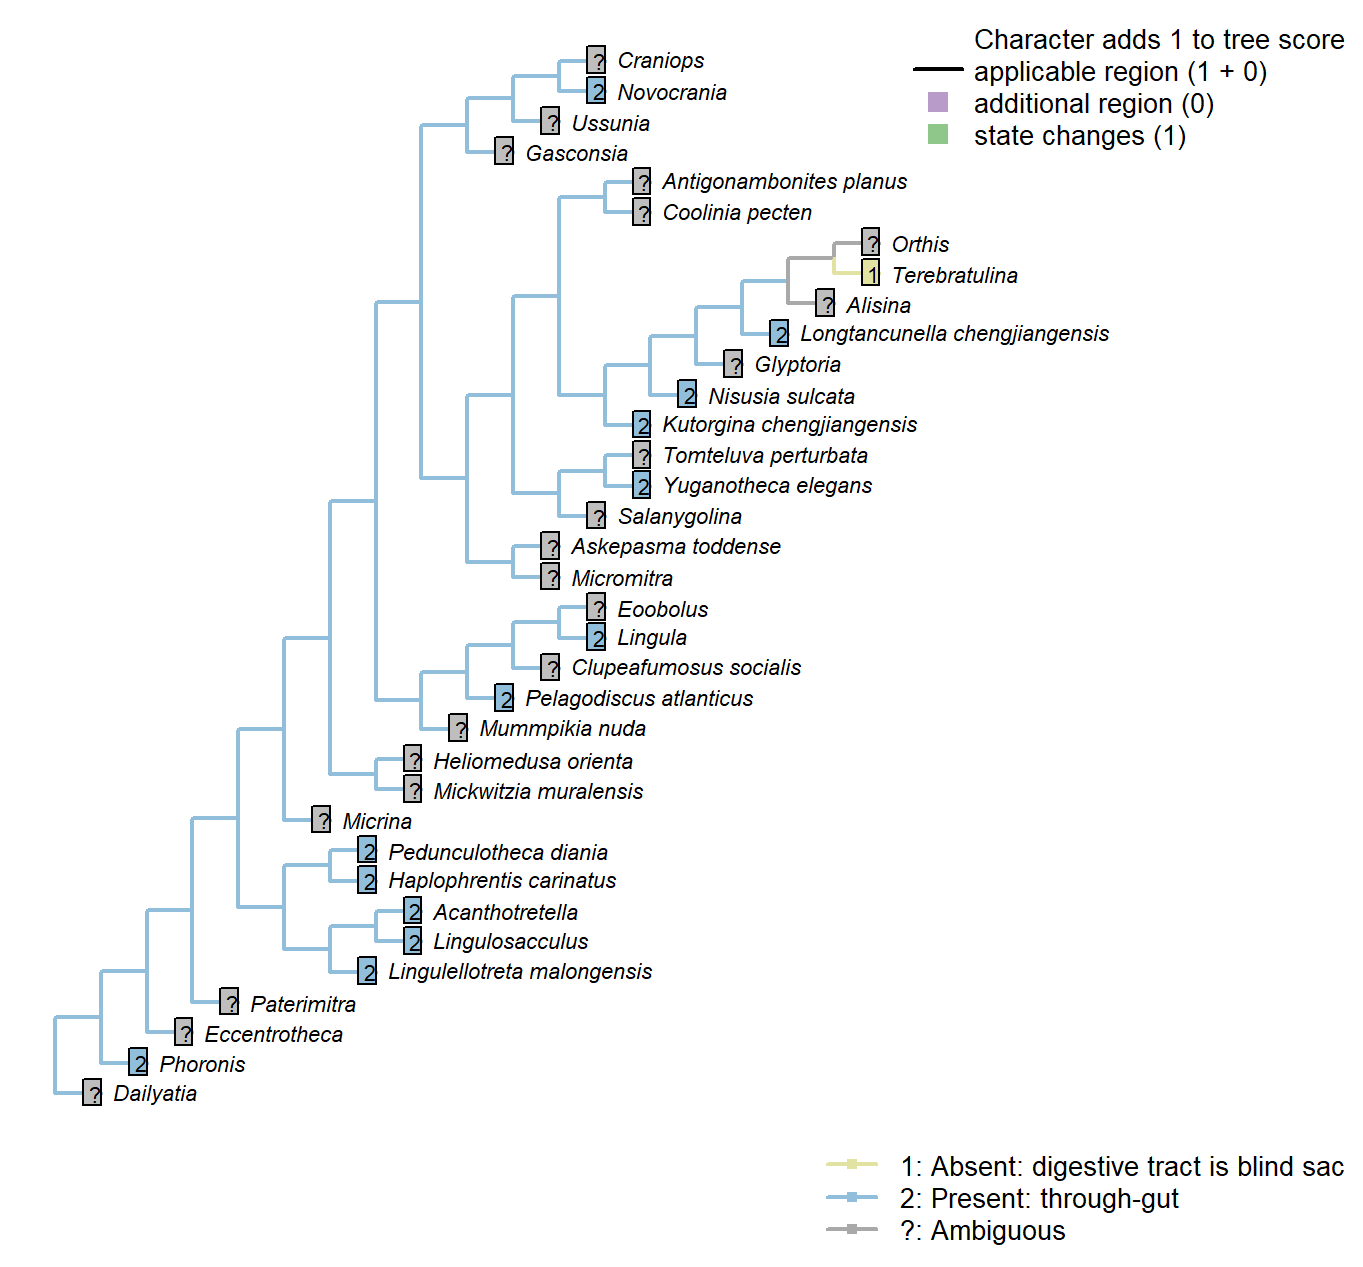 Character adds 1 to tree score
applicable region (1 + 0)
additional region (0)
state changes (1)
? Craniops
2 Novocrania
? Ussunia
? Gasconsia
? Antigonambonites planus
? Coolinia pecten
? Orthis
1 Terebratulina
? Alisina
2 Longtancunella chengjiangensis
? Glyptoria
2 Nisusia sulcata
2 Kutorgina chengjiangensis
? Tomteluva perturbata
2 Yuganotheca elegans
? Salanygolina
? Askepasma toddense
? Micromitra
? Eoobolus
2 Lingula
? Clupeafumosus socialis
2 Pelagodiscus atlanticus
? Mummpikia nuda
? Heliomedusa orienta
? Mickwitzia muralensis
? Micrina
2 Pedunculotheca diania
2 Haplophrentis carinatus
2 Acanthotretella
2 Lingulosacculus
2 Lingulellotreta malongensis
? Paterimitra
? Eccentrotheca
2 Phoronis
? Dailyatia
1: Absent: digestive tract is blind sac
2: Present: through-gut
?: Ambiguous